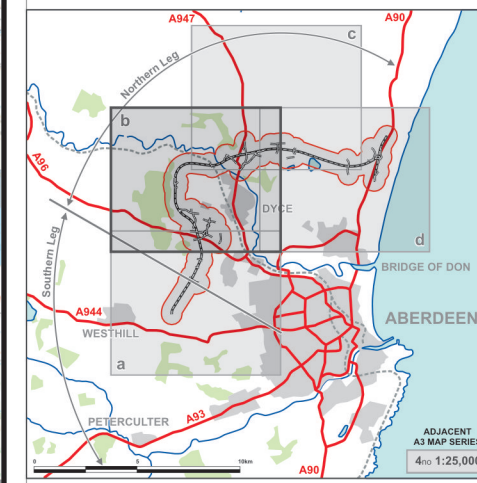 A947
A90
c
Northern Leg
b
A96
DYCE
d
Southern Leg
BRIDGE OF DON
A944
ABERDEEN
WESTHILL
a
PETERCULTER
A93
ADJACENT
A3 MAP SERIES
4no 1:25,000
0 5 10km
A90